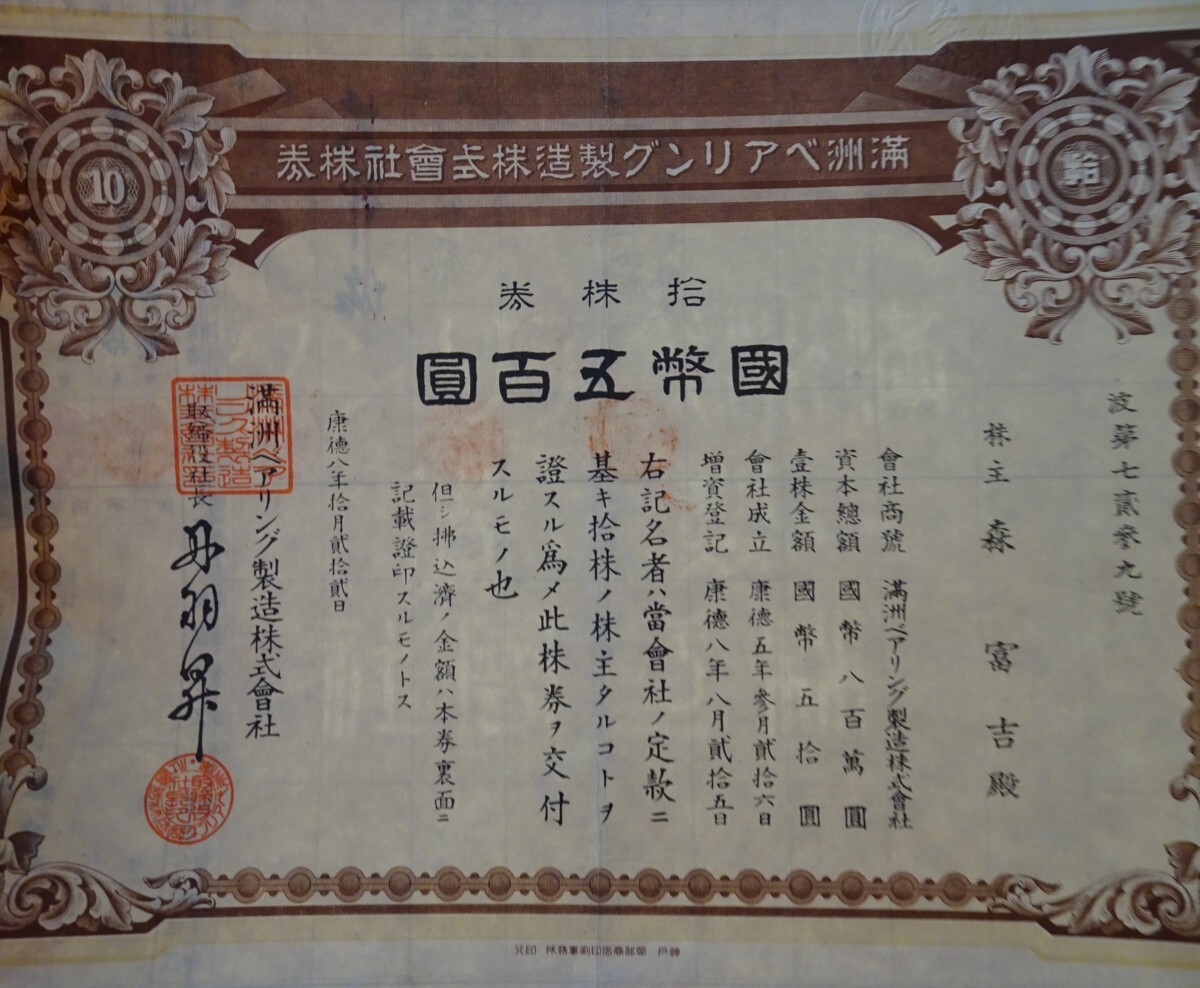 滿洲ベアリング製造株式會社株券
10
拾
拾株券
國幣五百圓
波第七貳參九號
株主 森富吉殿
會社商號 滿洲ベアリング製造株式會社
資本總額 國幣八百萬圓
壹株金額 國幣五拾圓
會社成立 康德五年參月貳拾六日
增資登記 康德八年八月貳拾五日
右記名者ハ當會社ノ定款ニ
基キ拾株ノ株主タルコトヲ
證スル爲メ此株券ヲ交付
スルモノ也
但シ拂込濟ノ金額ハ本券裏面ニ
記載證印スルモノトス
康德八年拾月貳拾貳日
滿洲ベアリング製造株式會社
取締役社長 丹羽昇